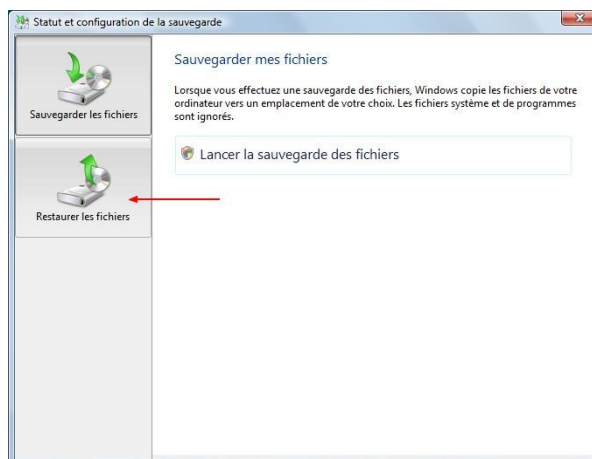 Statut et configuration de la sauvegarde
Sauvegarder les fichiers
Restaurer les fichiers
Sauvegarder mes fichiers
Lorsque vous effectuez une sauvegarde des fichiers, Windows copie les fichiers de votre
ordinateur vers un emplacement de votre choix. Les fichiers système et de programmes
sont ignorés.
Lancer la sauvegarde des fichiers